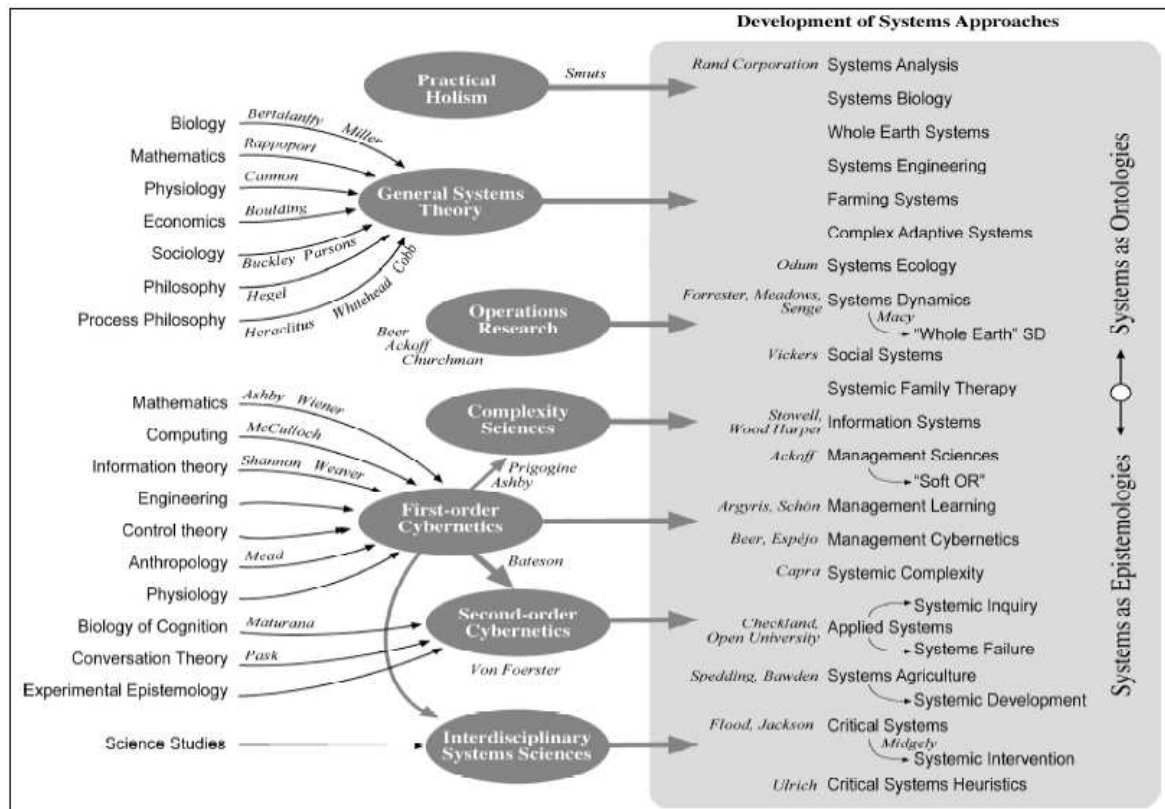 Development of Systems Approaches
Practical
Holism
Smuts
Biology
Bertalanffy Miller
Mathematics
Rappoport
Physiology
Cannon
Economics
Boulding
Sociology
Buckley Parsons
Philosophy
Hegel
Process Philosophy
Heraclitus Whitehead Cobb
General Systems
Theory
Operations
Research
Beer
Ackoff
Churchman
Mathematics
Ashby Wiener
Computing
McCulloch
Information theory
Shannon Weaver
Engineering
Control theory
Anthropology
Mead
Physiology
Complexity
Sciences
Prigogine
Ashby
First-order
Cybernetics
Bateson
Biology of Cognition
Maturana
Conversation Theory
Pask
Experimental Epistemology
Second-order
Cybernetics
Von Foerster
Science Studies
Interdisciplinary
Systems Sciences
Rand Corporation Systems Analysis
Systems Biology
Whole Earth Systems
Systems Engineering
Farming Systems
Complex Adaptive Systems
Odum Systems Ecology
Forrester, Meadows,
Senge
Systems Dynamics
Macy
"Whole Earth" SD
Vickers Social Systems
Systemic Family Therapy
Stowell,
Wood Harper
Information Systems
Ackoff Management Sciences
"Soft OR"
Argyris, Schön Management Learning
Beer, Espéjo Management Cybernetics
Capra Systemic Complexity
Systemic Inquiry
Checkland,
Open University
Applied Systems
Systems Failure
Spedding, Bawden Systems Agriculture
Systemic Development
Flood, Jackson Critical Systems
Midgely
Systemic Intervention
Ulrich Critical Systems Heuristics
Systems as Ontologies
Systems as Epistemologies